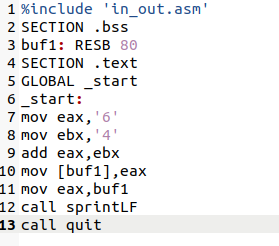 1 %include 'in_out.asm'
2 SECTION .bss
3 buf1: RESB 80
4 SECTION .text
5 GLOBAL _start
6 _start:
7 mov eax,'6'
8 mov ebx,'4'
9 add eax,ebx
10 mov [buf1],eax
11 mov eax,buf1
12 call sprintLF
13 call quit